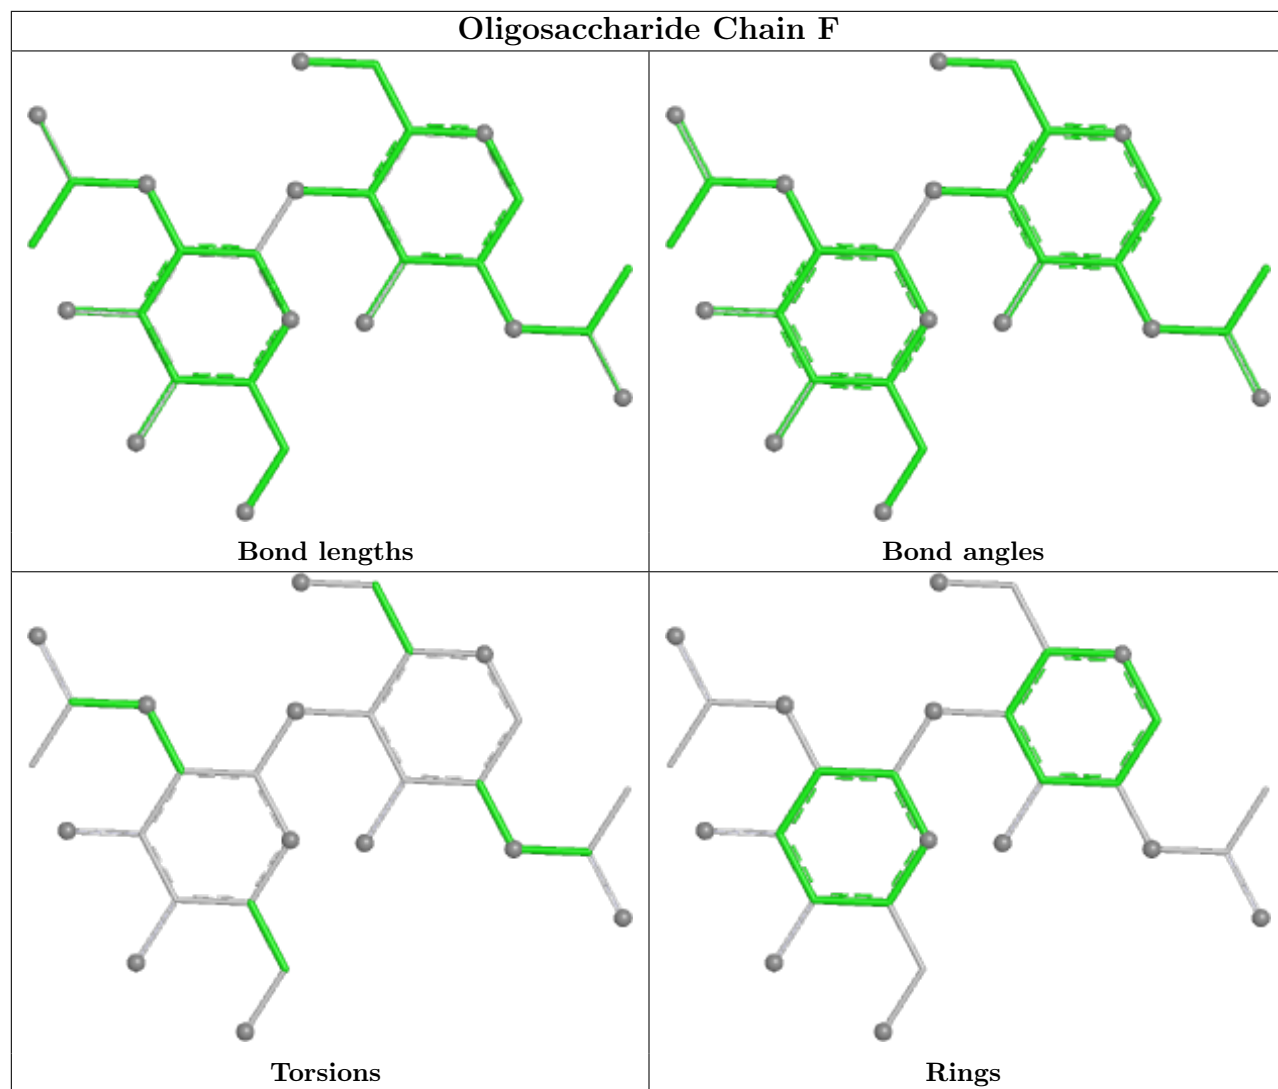 Oligosaccharide Chain F
Bond lengths
Bond angles
Torsions
Rings